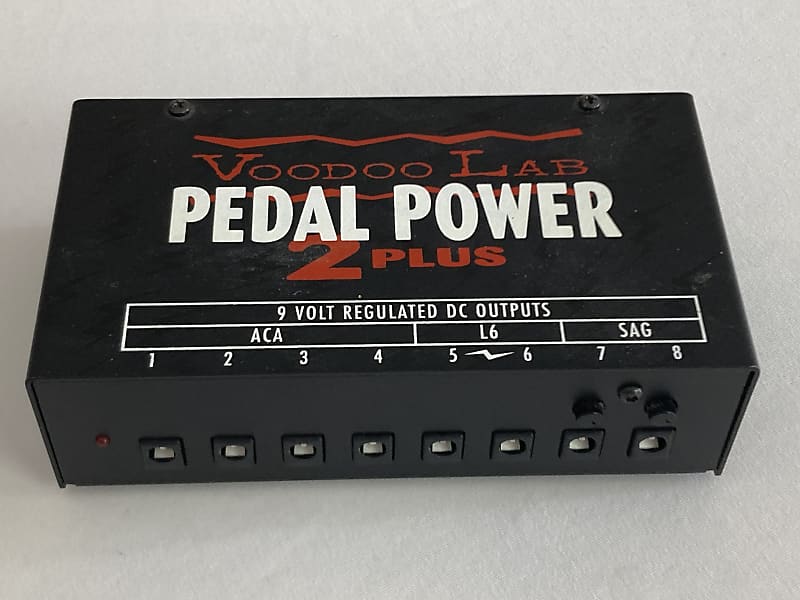 VOODOO LAB
PEDAL POWER
2 PLUS
9 VOLT REGULATED DC OUTPUTS
ACA L6 SAG
1 2 3 4 5 6 7 8